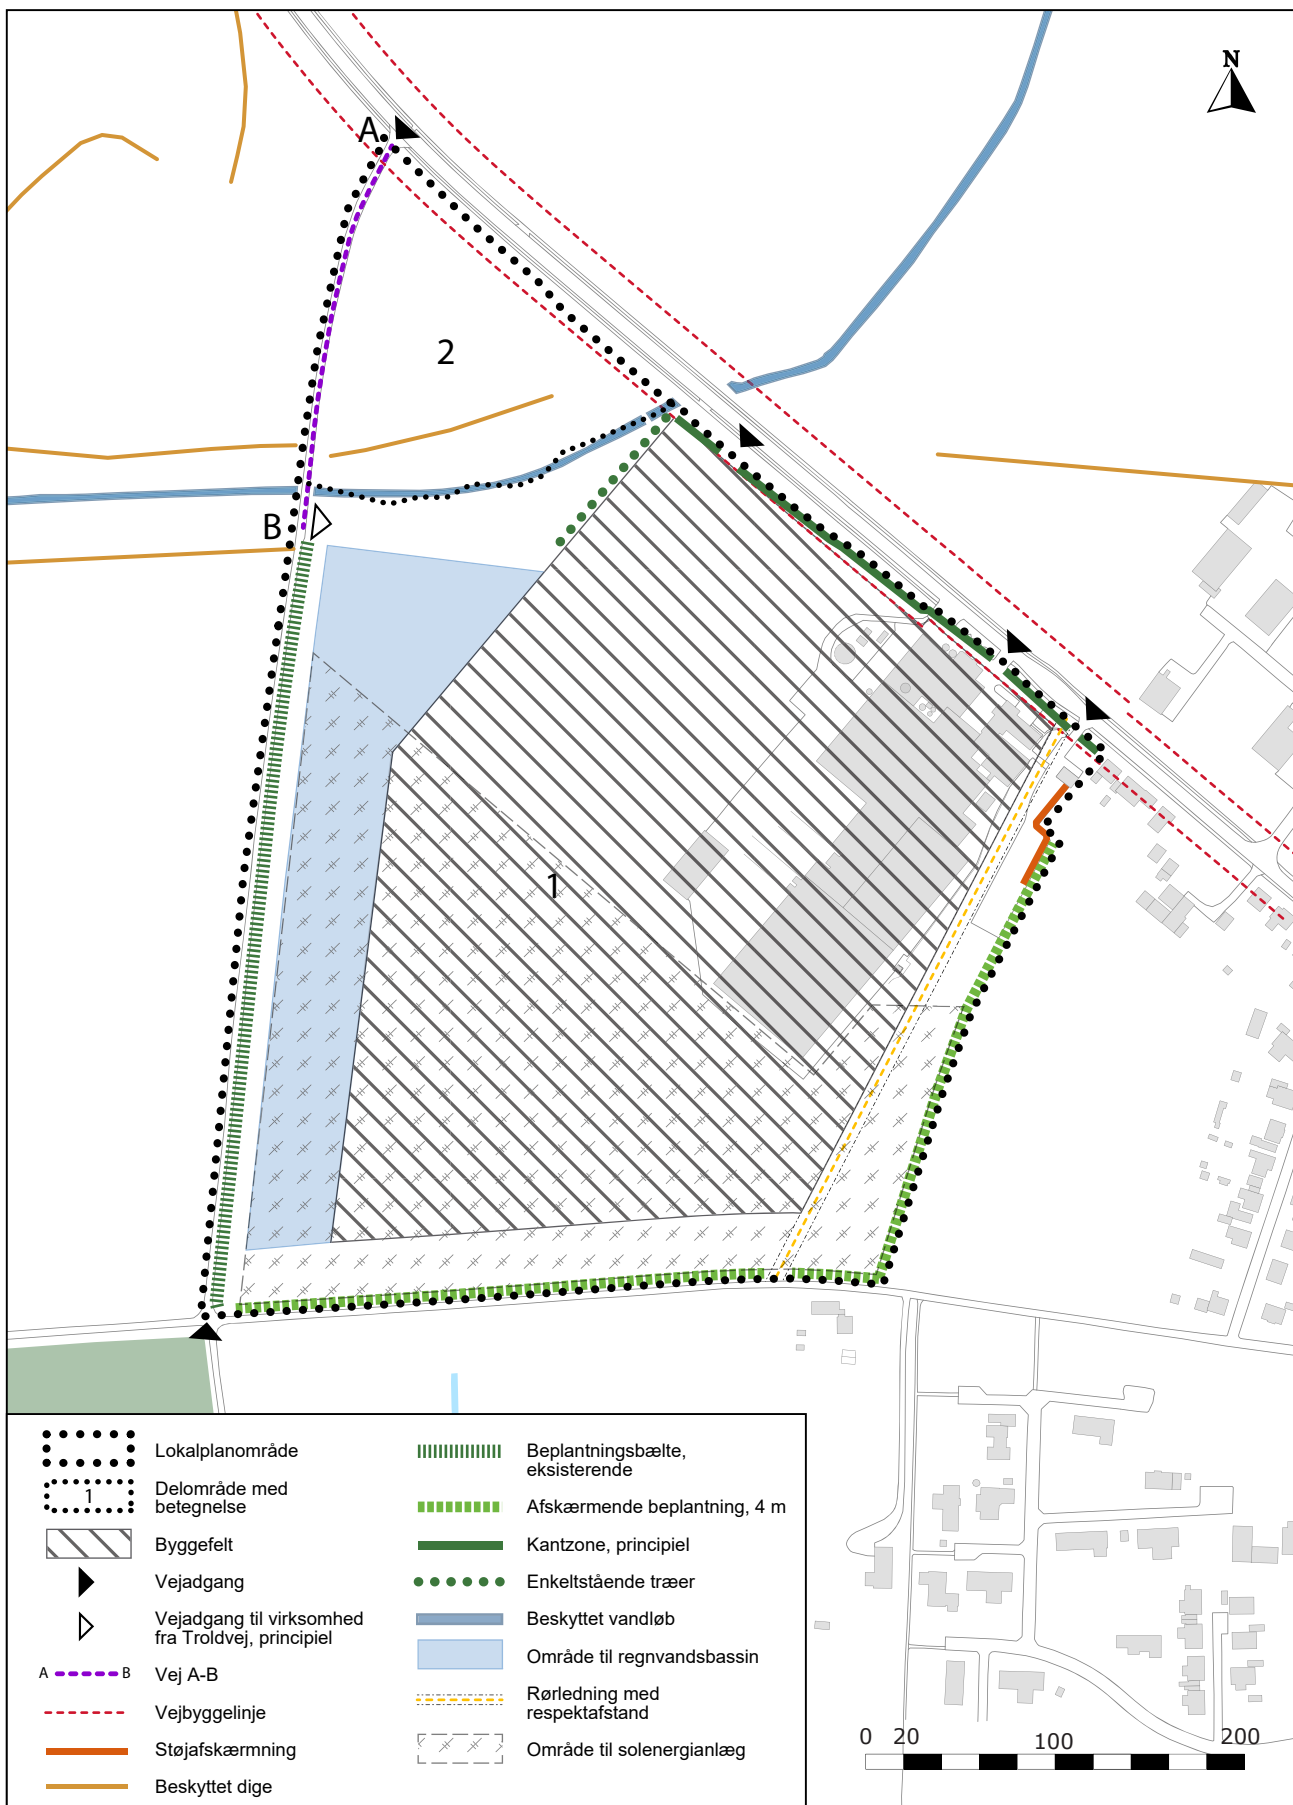 N
A
2
B
1
Lokalplanområde
1
Delområde med
betegnelse
Byggefelt
Vejadgang
Vejadgang til virksomhed
fra Troldvej, principiel
A
B
Vej A-B
Vejbyggelinje
Støjafskærmning
Beskyttet dige
Beplantningsbælte,
eksisterende
Afskærmende beplantning, 4 m
Kantzone, principiel
Enkeltstående træer
Beskyttet vandløb
Område til regnvandsbassin
Rørledning med
respektafstand
Område til solenergianlæg
0 20 100 200